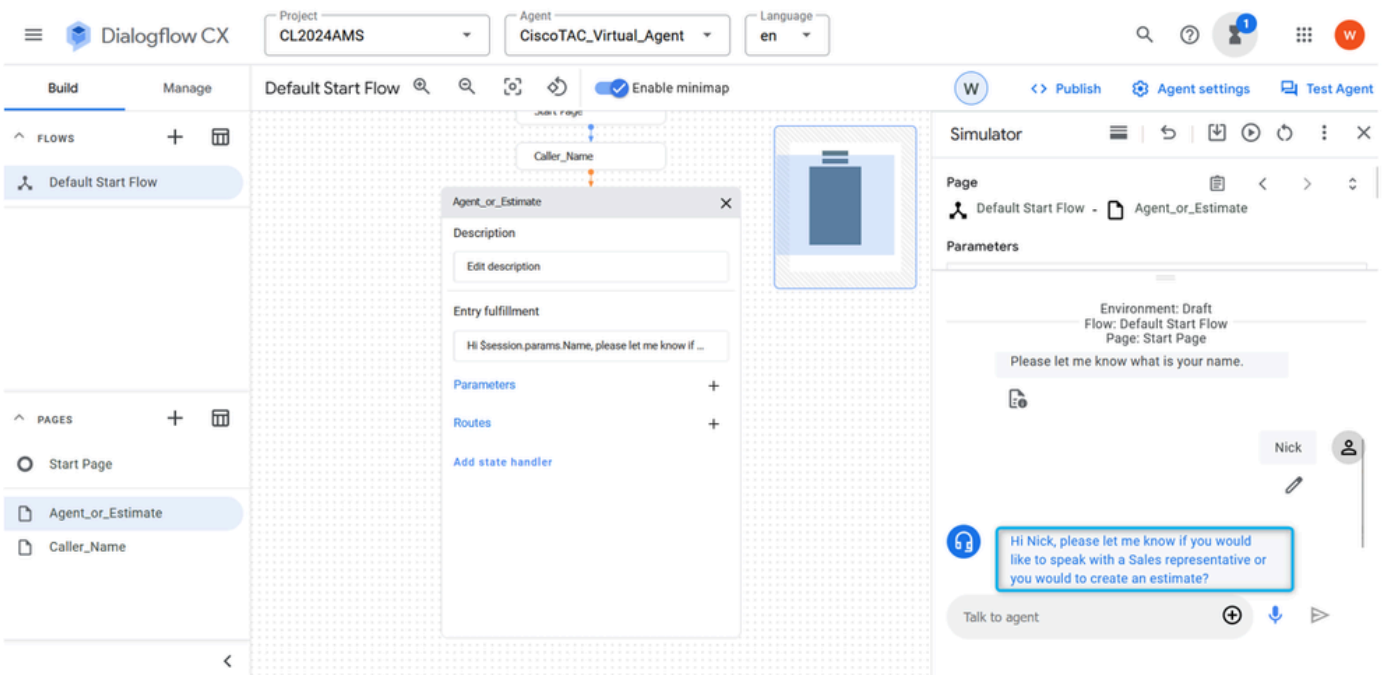 Project
Agent
Language
Dialogflow CX
CL2024AMS
CiscoTAC_Virtual_Agent
en
1
W
Build
Manage
Default Start Flow
Enable minimap
W
<> Publish
Agent settings
Test Agent
FLOWS
Default Start Flow
PAGES
Start Page
Agent_or_Estimate
Caller_Name
Start Page
Caller_Name
Agent_or_Estimate
Description
Edit description
Entry fulfillment
Hi $session.params.Name, please let me know if ...
Parameters
Routes
Add state handler
Simulator
Page
Default Start Flow - Agent_or_Estimate
Parameters
Environment: Draft
Flow: Default Start Flow
Page: Start Page
Please let me know what is your name.
Nick
Hi Nick, please let me know if you would
like to speak with a Sales representative or
you would to create an estimate?
Talk to agent